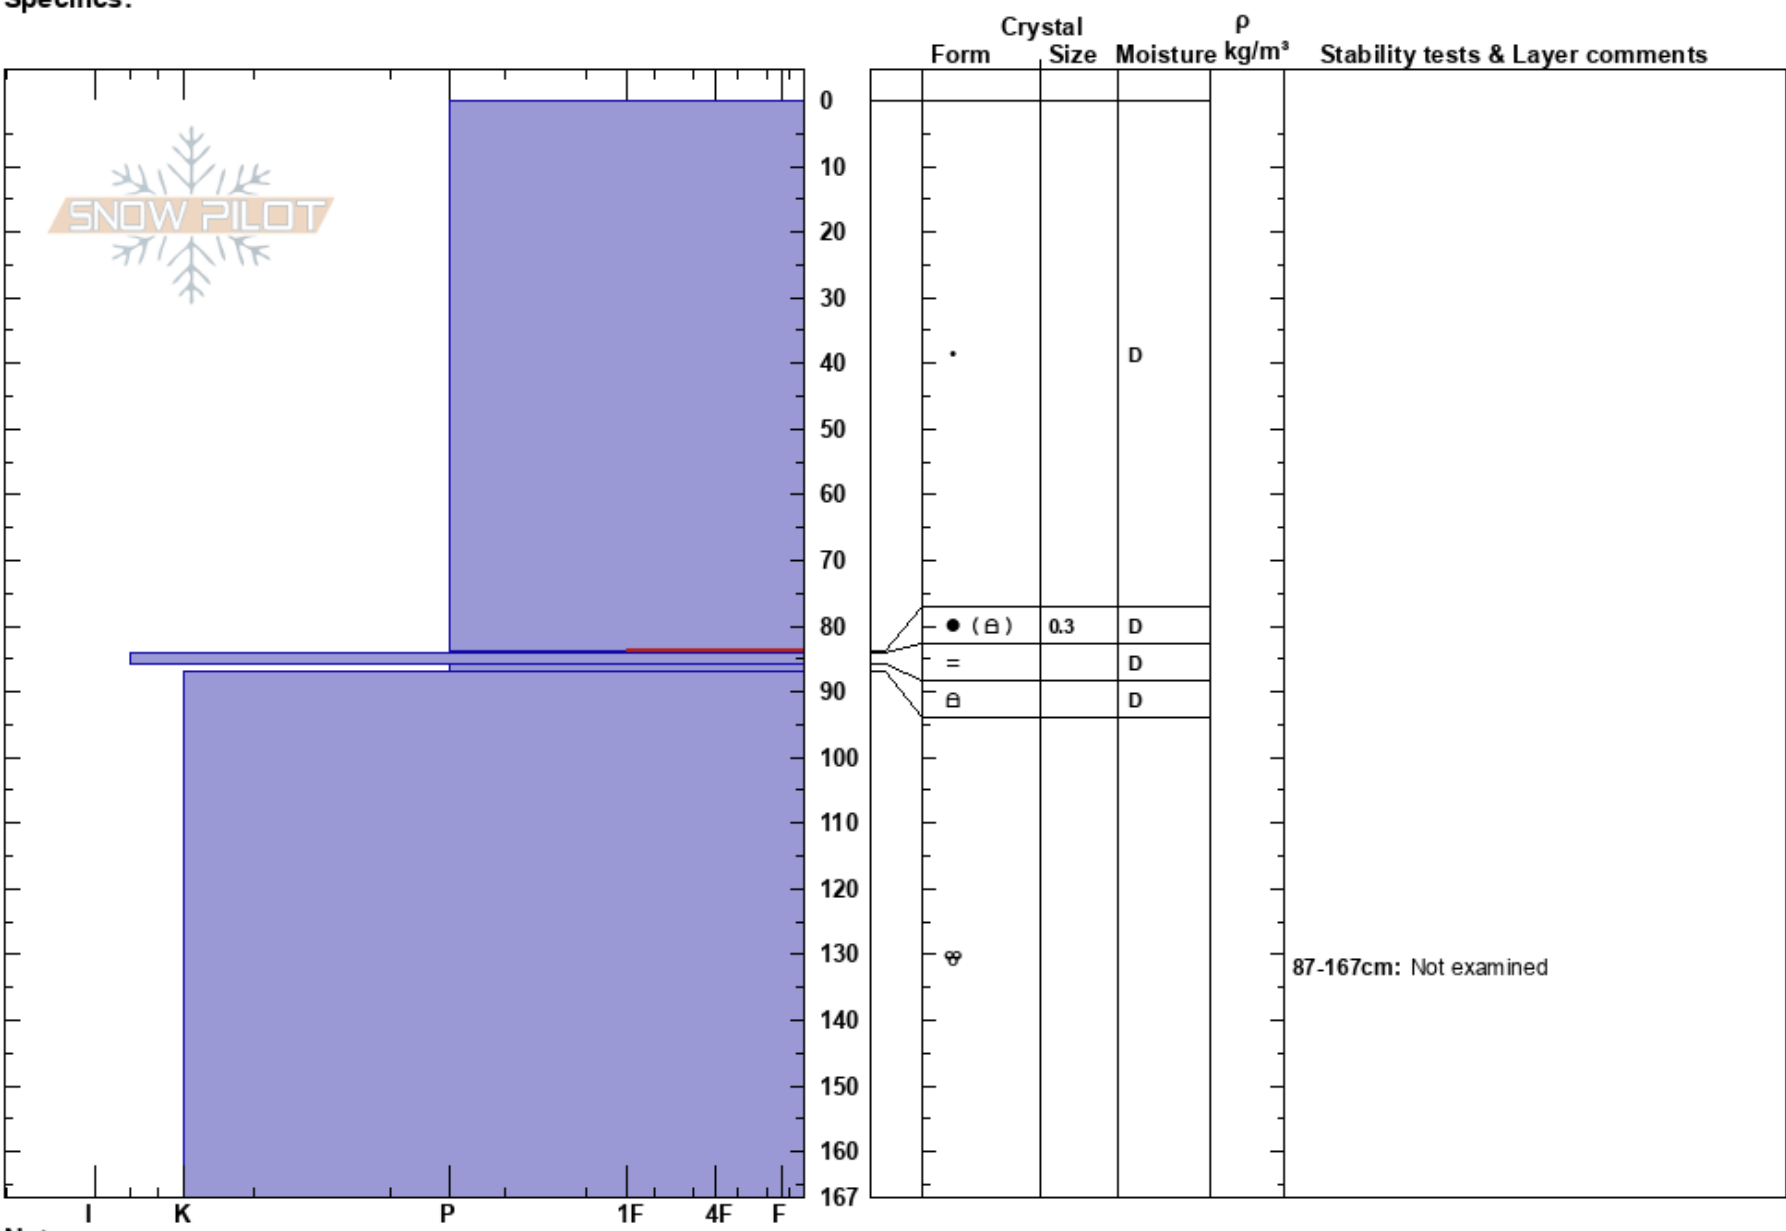 Specifics:
Crystal ρ
Form Size Moisture kg/m³ Stability tests & Layer comments
0
10
SNOW PILOT
20
30
40 • D
50
60
70
80 ● ( ) 0.3 D
= D
90 D
100
110
120
130
87-167cm: Not examined
140
150
160
167
I K P 1F 4F F